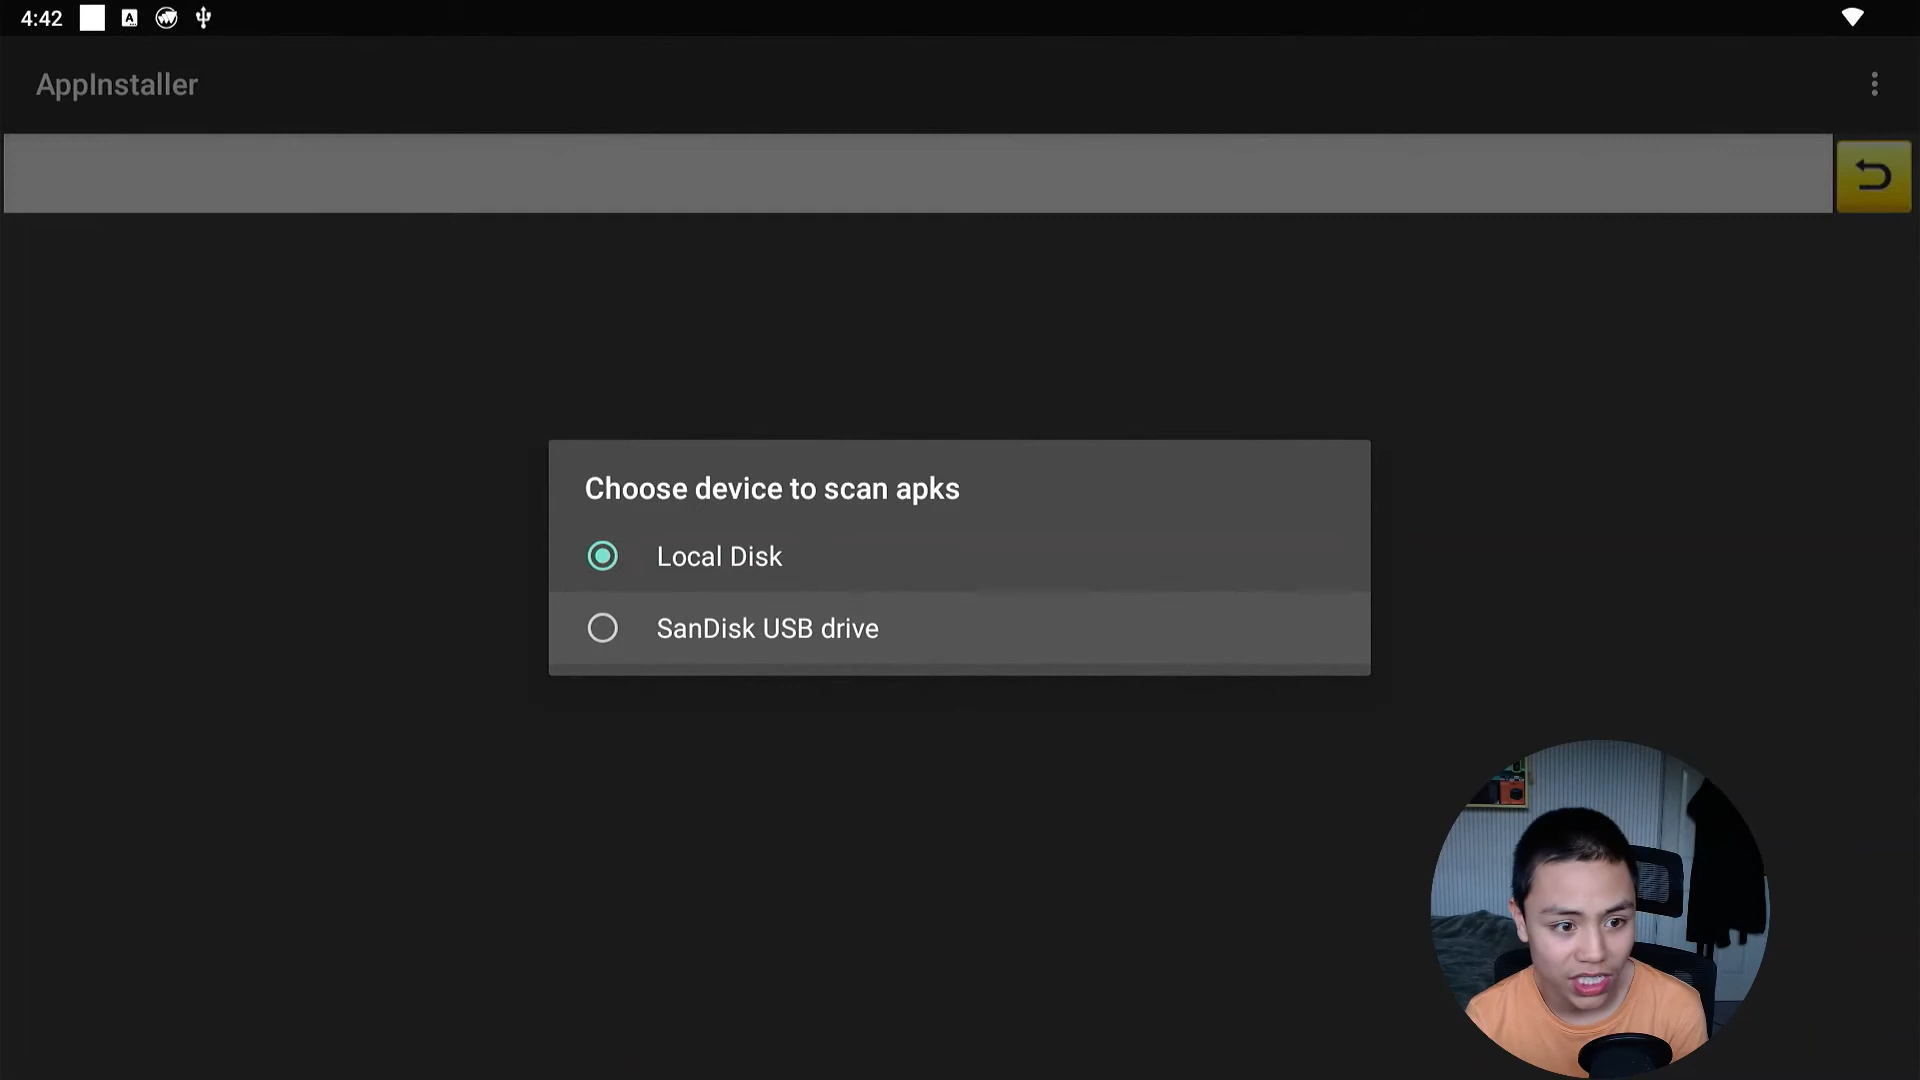 4:42
AppInstaller
Choose device to scan apks
Local Disk
SanDisk USB drive